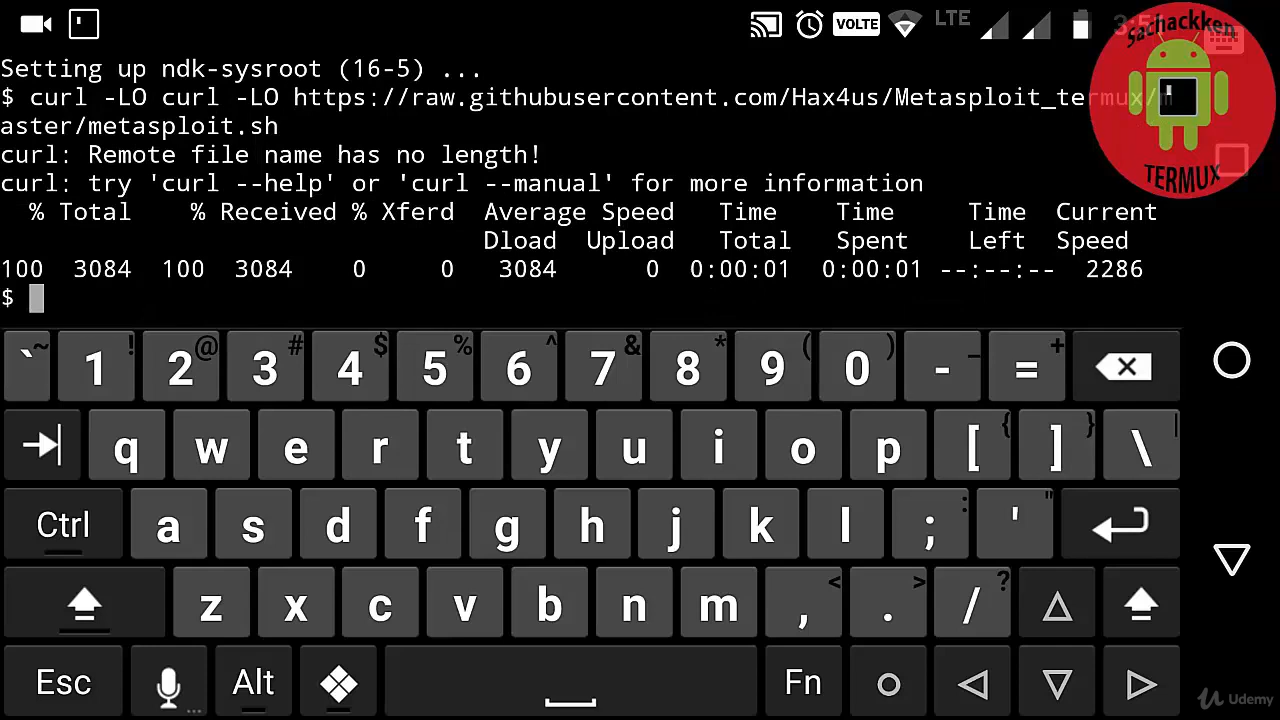 VOLTE LTE
Setting up ndk-sysroot (16-5) ...
$ curl -LO curl -LO https://raw.githubusercontent.com/Hax4us/Metasploit_termux/m
aster/metasploit.sh
curl: Remote file name has no length!
curl: try 'curl --help' or 'curl --manual' for more information
% Total % Received % Xferd Average Speed Time Time Time Current
Dload Upload Total Spent Left Speed
100 3084 100 3084 0 0 3084 0 0:00:01 0:00:01 --:--:-- 2286
$
sachackken
TERMUX
` ~ 1 ! 2 @ 3 # 4 $ 5 % 6 ^ 7 & 8 * 9 ( 0 ) - _ = +
q w e r t y u i o p [ { ] } \ |
Ctrl a s d f g h j k l ; : ' "
z x c v b n m , < . > / ?
Esc ... Alt Fn
Udemy